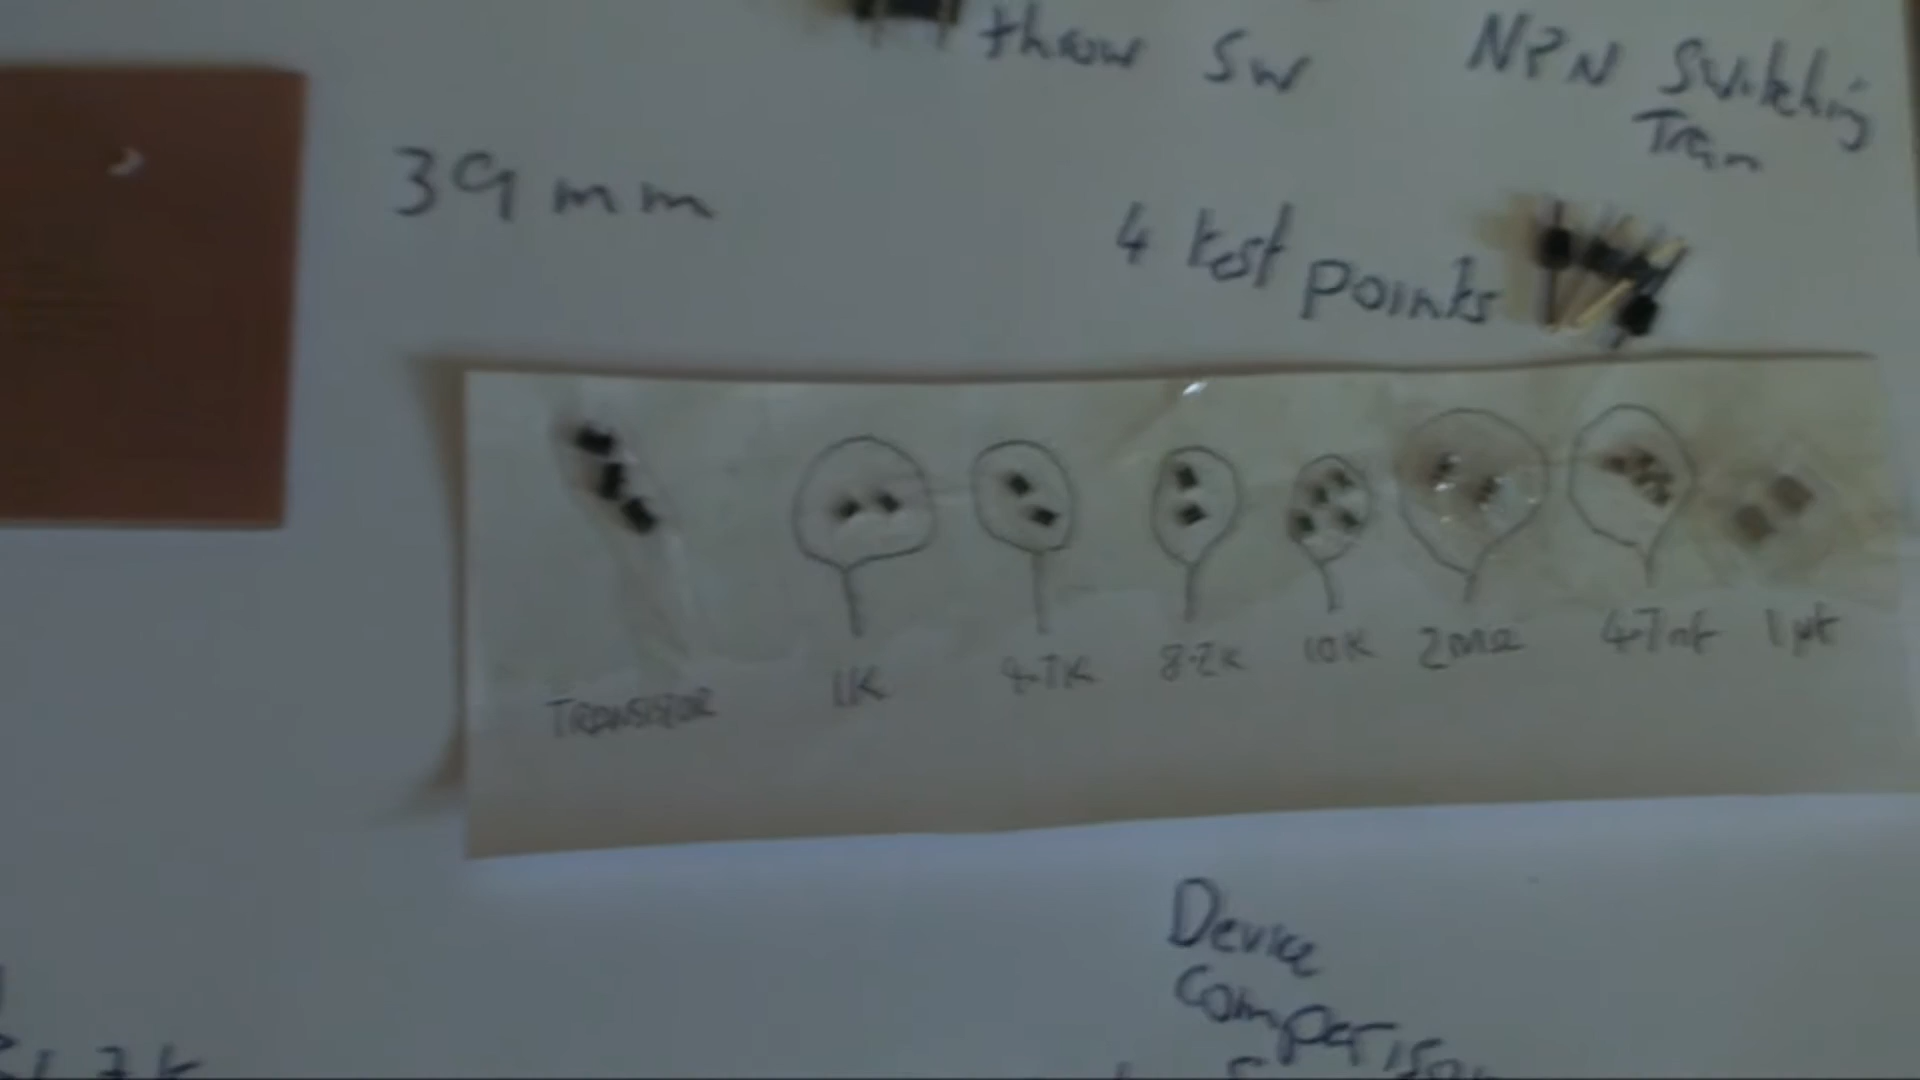 throw Sw
NPN Switching
Tran
39mm
4 test points
TRANSISTOR
1K
4.7K
8.2K
10K
2MΩ
47nf
1µf
Device
Comparison